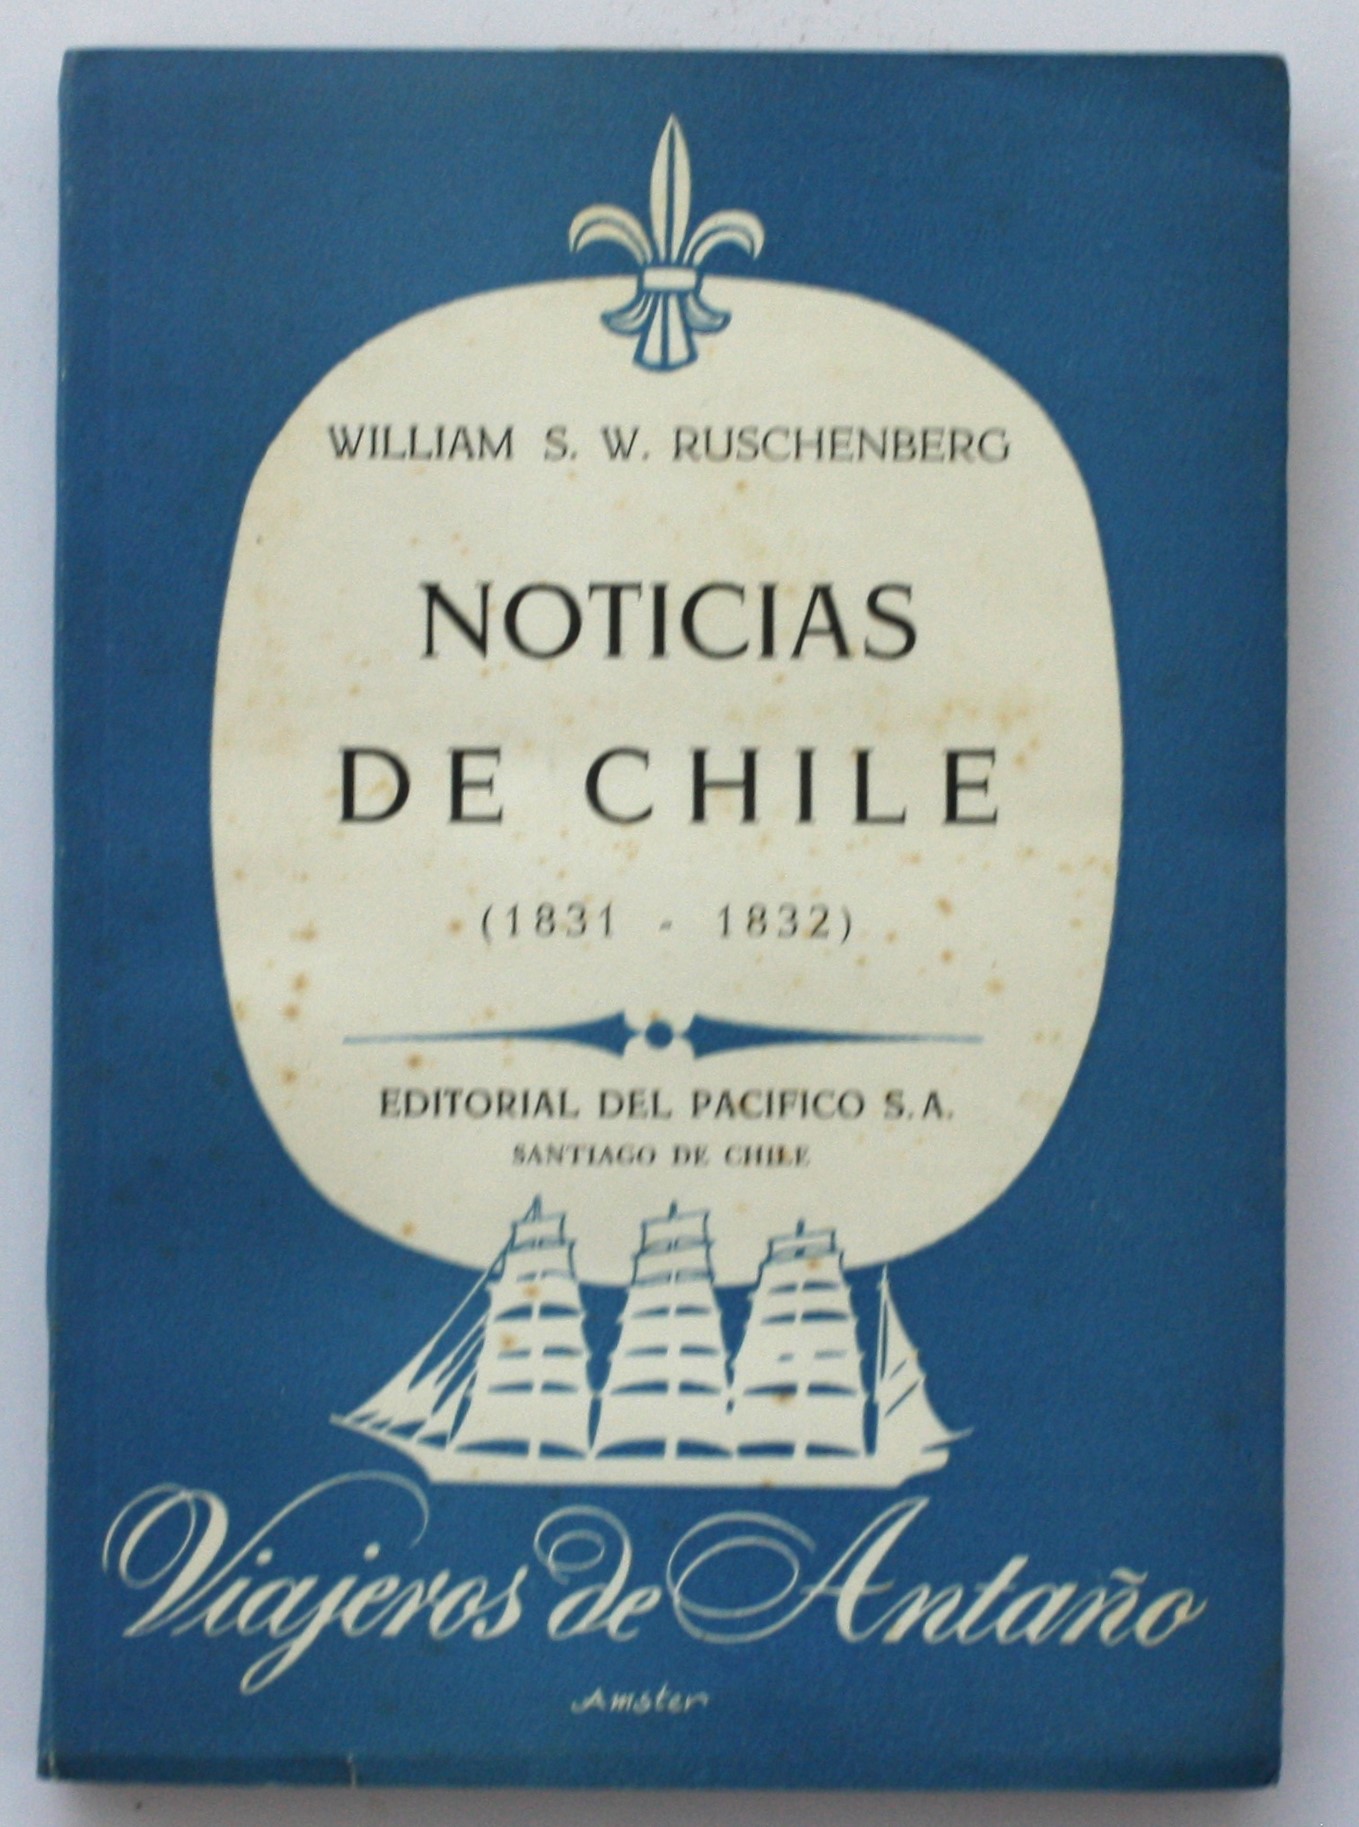 WILLIAM S. W. RUSCHENBERG
NOTICIAS
DE CHILE
(1831 - 1832)
EDITORIAL DEL PACIFICO S.A.
SANTIAGO DE CHILE
Viajeros de Antaño
Amster